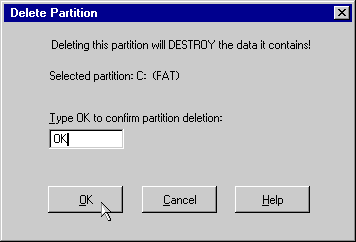 Delete Partition
Deleting this partition will DESTROY the data it contains!
Selected partition: C: (FAT)
Type OK to confirm partition deletion:
OK
OK Cancel Help